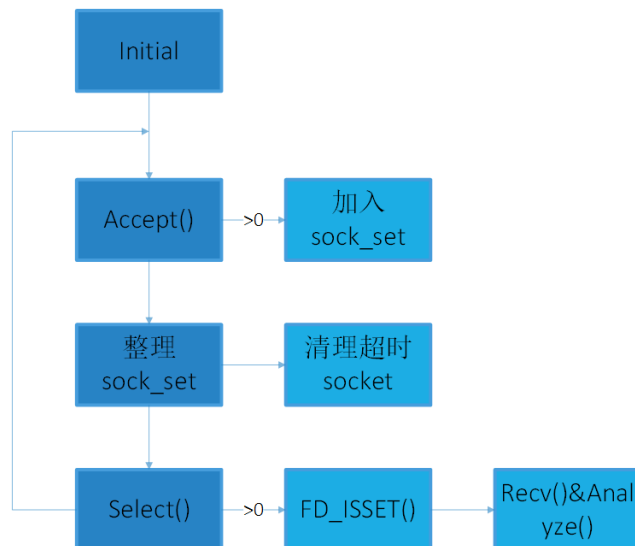 Initial
Accept()
>0
加入
sock_set
整理
sock_set
清理超时
socket
Select()
>0
FD_ISSET()
Recv()&Anal
yze()